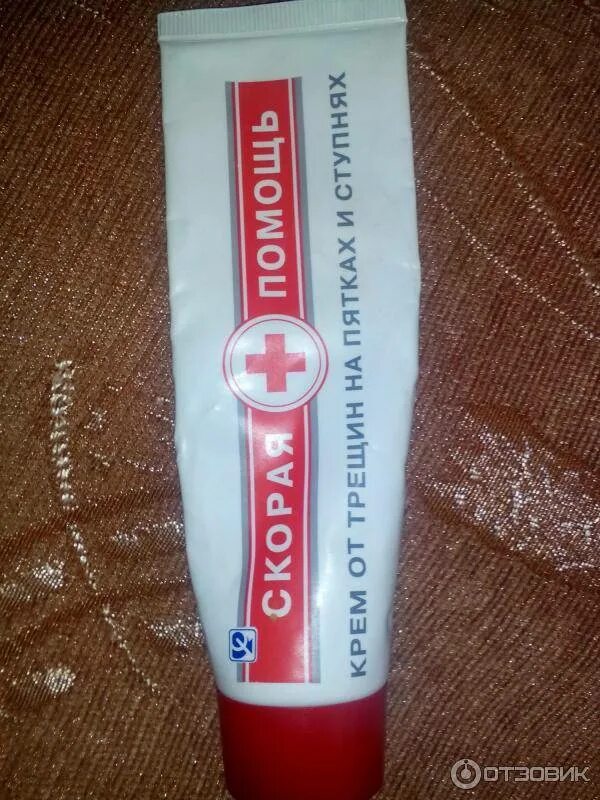 СКОРАЯ ПОМОЩЬ
КРЕМ ОТ ТРЕЩИН НА ПЯТКАХ И СТУПНЯХ
ОТЗОВИК